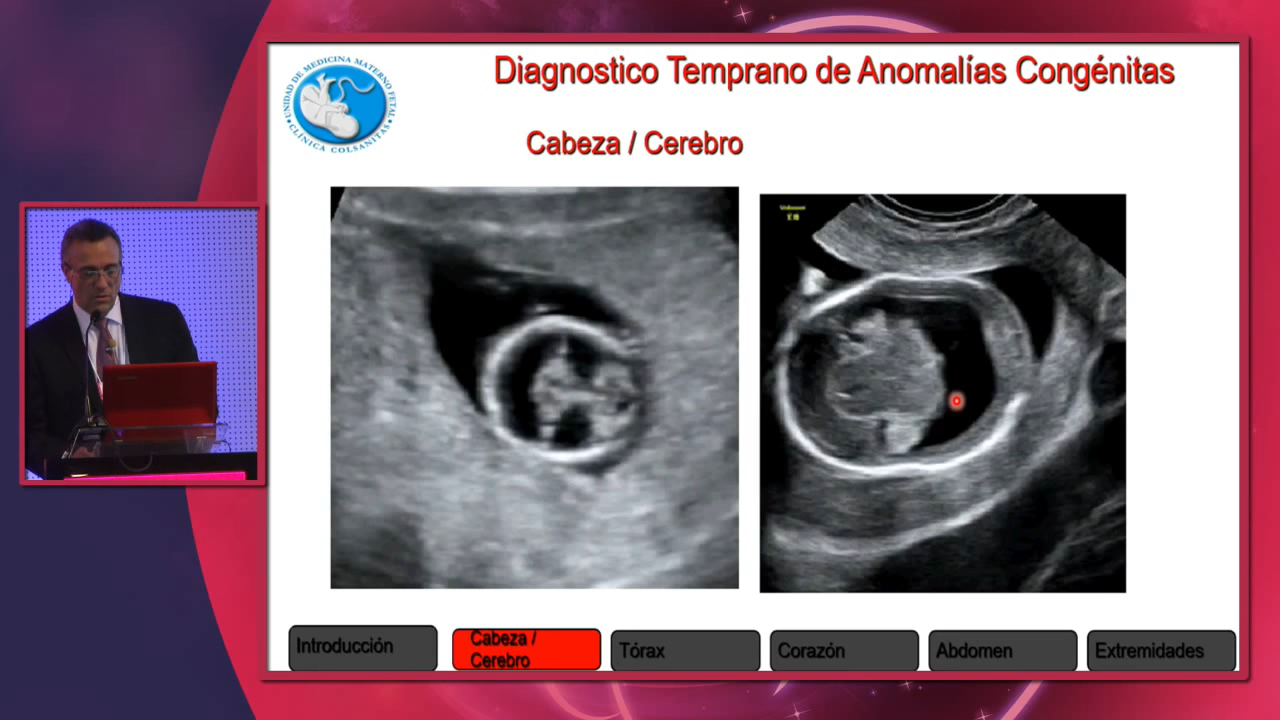 Diagnostico Temprano de Anomalías Congénitas
UNIDAD DE MEDICINA MATERNO FETAL
CLÍNICA COLSANITAS
Cabeza / Cerebro
Introducción
Cabeza /
Cerebro
Tórax
Corazón
Abdomen
Extremidades